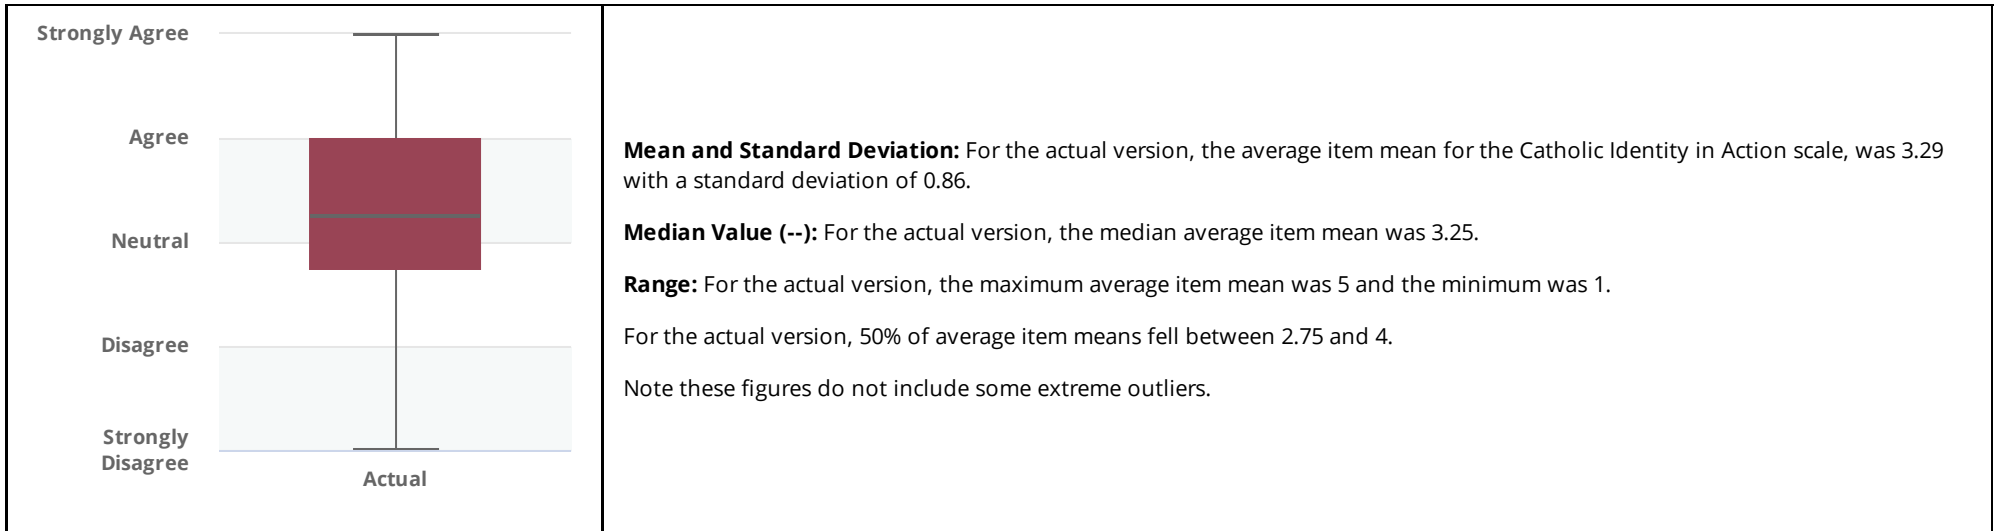 Strongly Agree
Agree
Neutral
Disagree
Strongly
Disagree
Actual
Mean and Standard Deviation: For the actual version, the average item mean for the Catholic Identity in Action scale, was 3.29
with a standard deviation of 0.86.
Median Value (--): For the actual version, the median average item mean was 3.25.
Range: For the actual version, the maximum average item mean was 5 and the minimum was 1.
For the actual version, 50% of average item means fell between 2.75 and 4.
Note these figures do not include some extreme outliers.